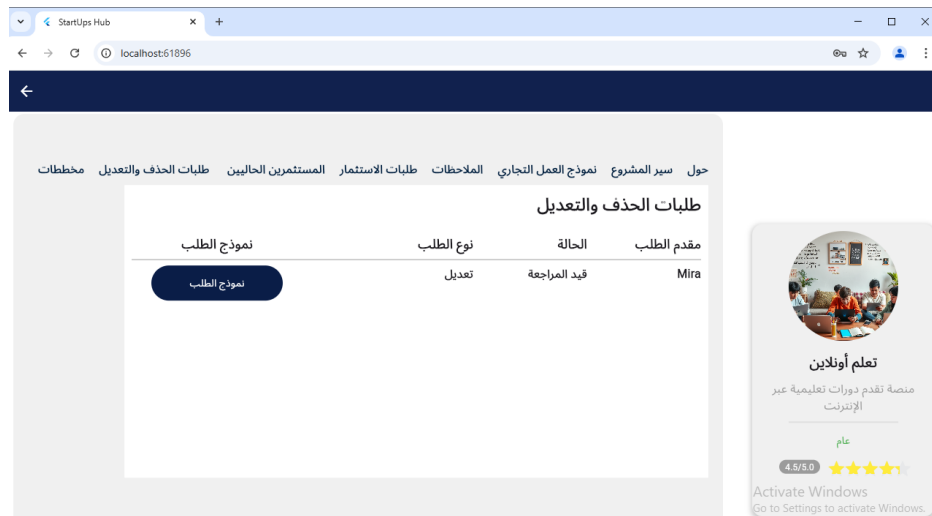 StartUps Hub
localhost:61896
حول سير المشروع نموذج العمل التجاري الملاحظات طلبات الاستثمار المستثمرين الحاليين طلبات الحذف والتعديل مخططات
طلبات الحذف والتعديل
مقدم الطلب الحالة نوع الطلب نموذج الطلب
Mira قيد المراجعة تعديل نموذج الطلب
تعلم أونلاين
منصة تقدم دورات تعليمية عبر
الإنترنت
عام
4.5/5.0
Activate Windows
Go to Settings to activate Windows.